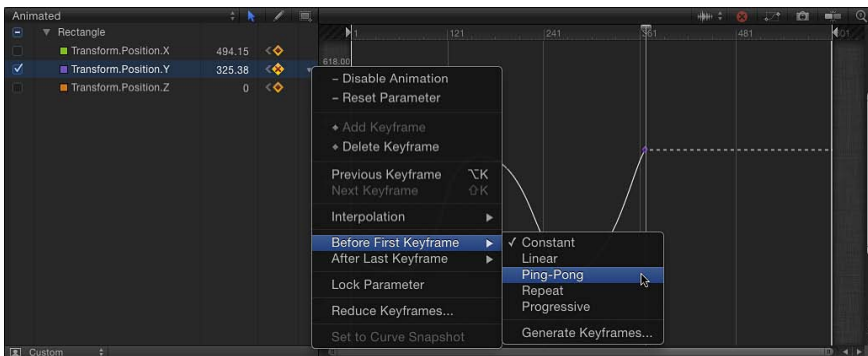 Animated
Rectangle
1 121 241 361 481
Transform.Position.X 494.15
618.00
Transform.Position.Y 325.38
Transform.Position.Z 0
– Disable Animation
– Reset Parameter
Add Keyframe
Delete Keyframe
Previous Keyframe ⌥K
Next Keyframe ⇧K
Interpolation
Before First Keyframe
After Last Keyframe
✓ Constant
Linear
Ping-Pong
Repeat
Progressive
Generate Keyframes...
Lock Parameter
Reduce Keyframes...
Set to Curve Snapshot
Custom